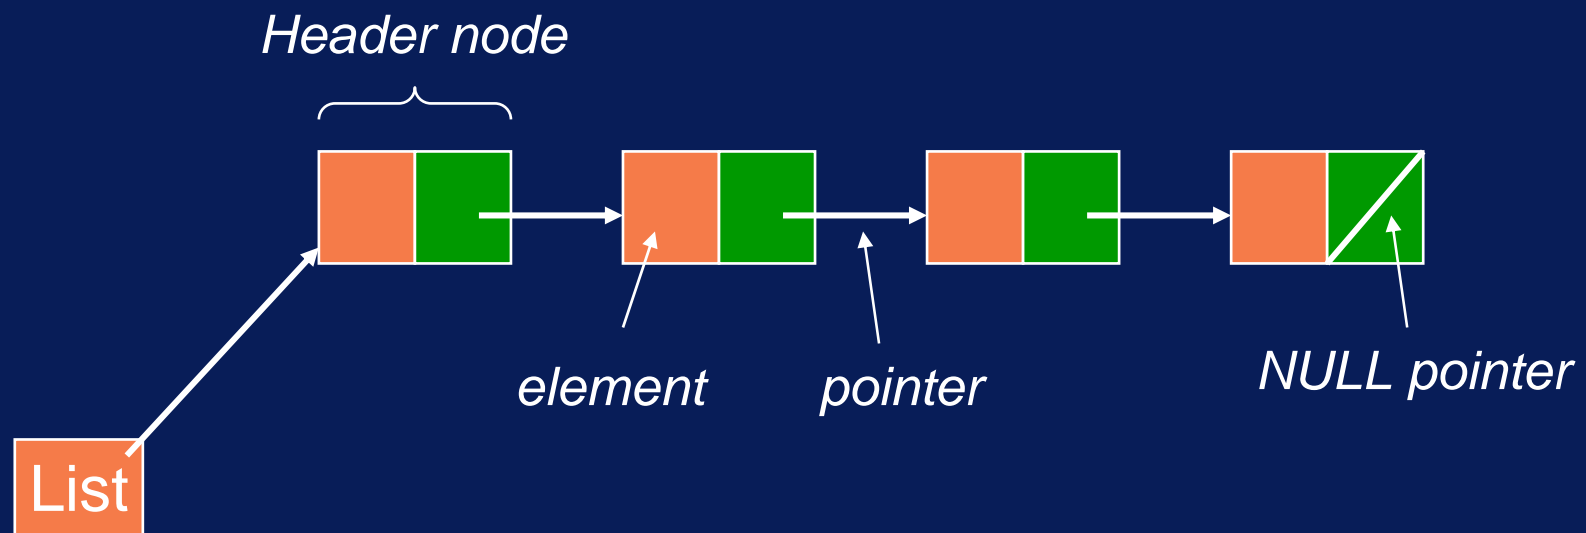 Header node
element
pointer
NULL pointer
List